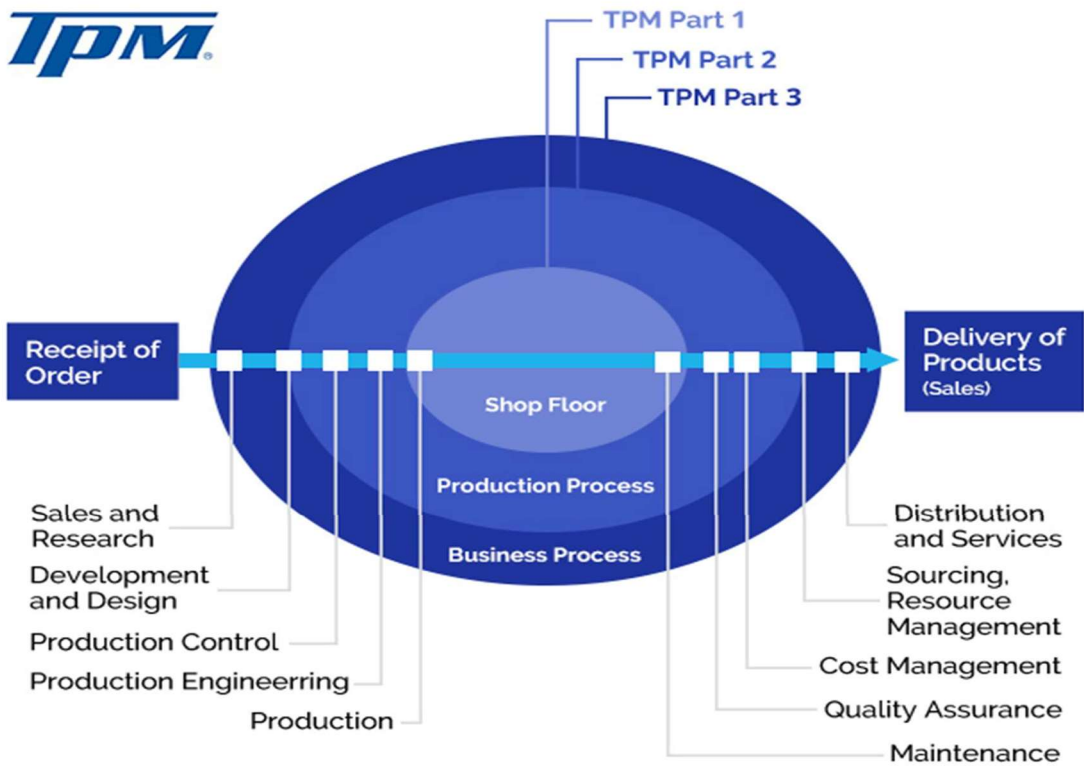 TPM®
TPM Part 1
TPM Part 2
TPM Part 3
Receipt of
Order
Delivery of
Products
(Sales)
Shop Floor
Production Process
Business Process
Sales and
Research
Development
and Design
Production Control
Production Engineerring
Production
Distribution
and Services
Sourcing,
Resource
Management
Cost Management
Quality Assurance
Maintenance